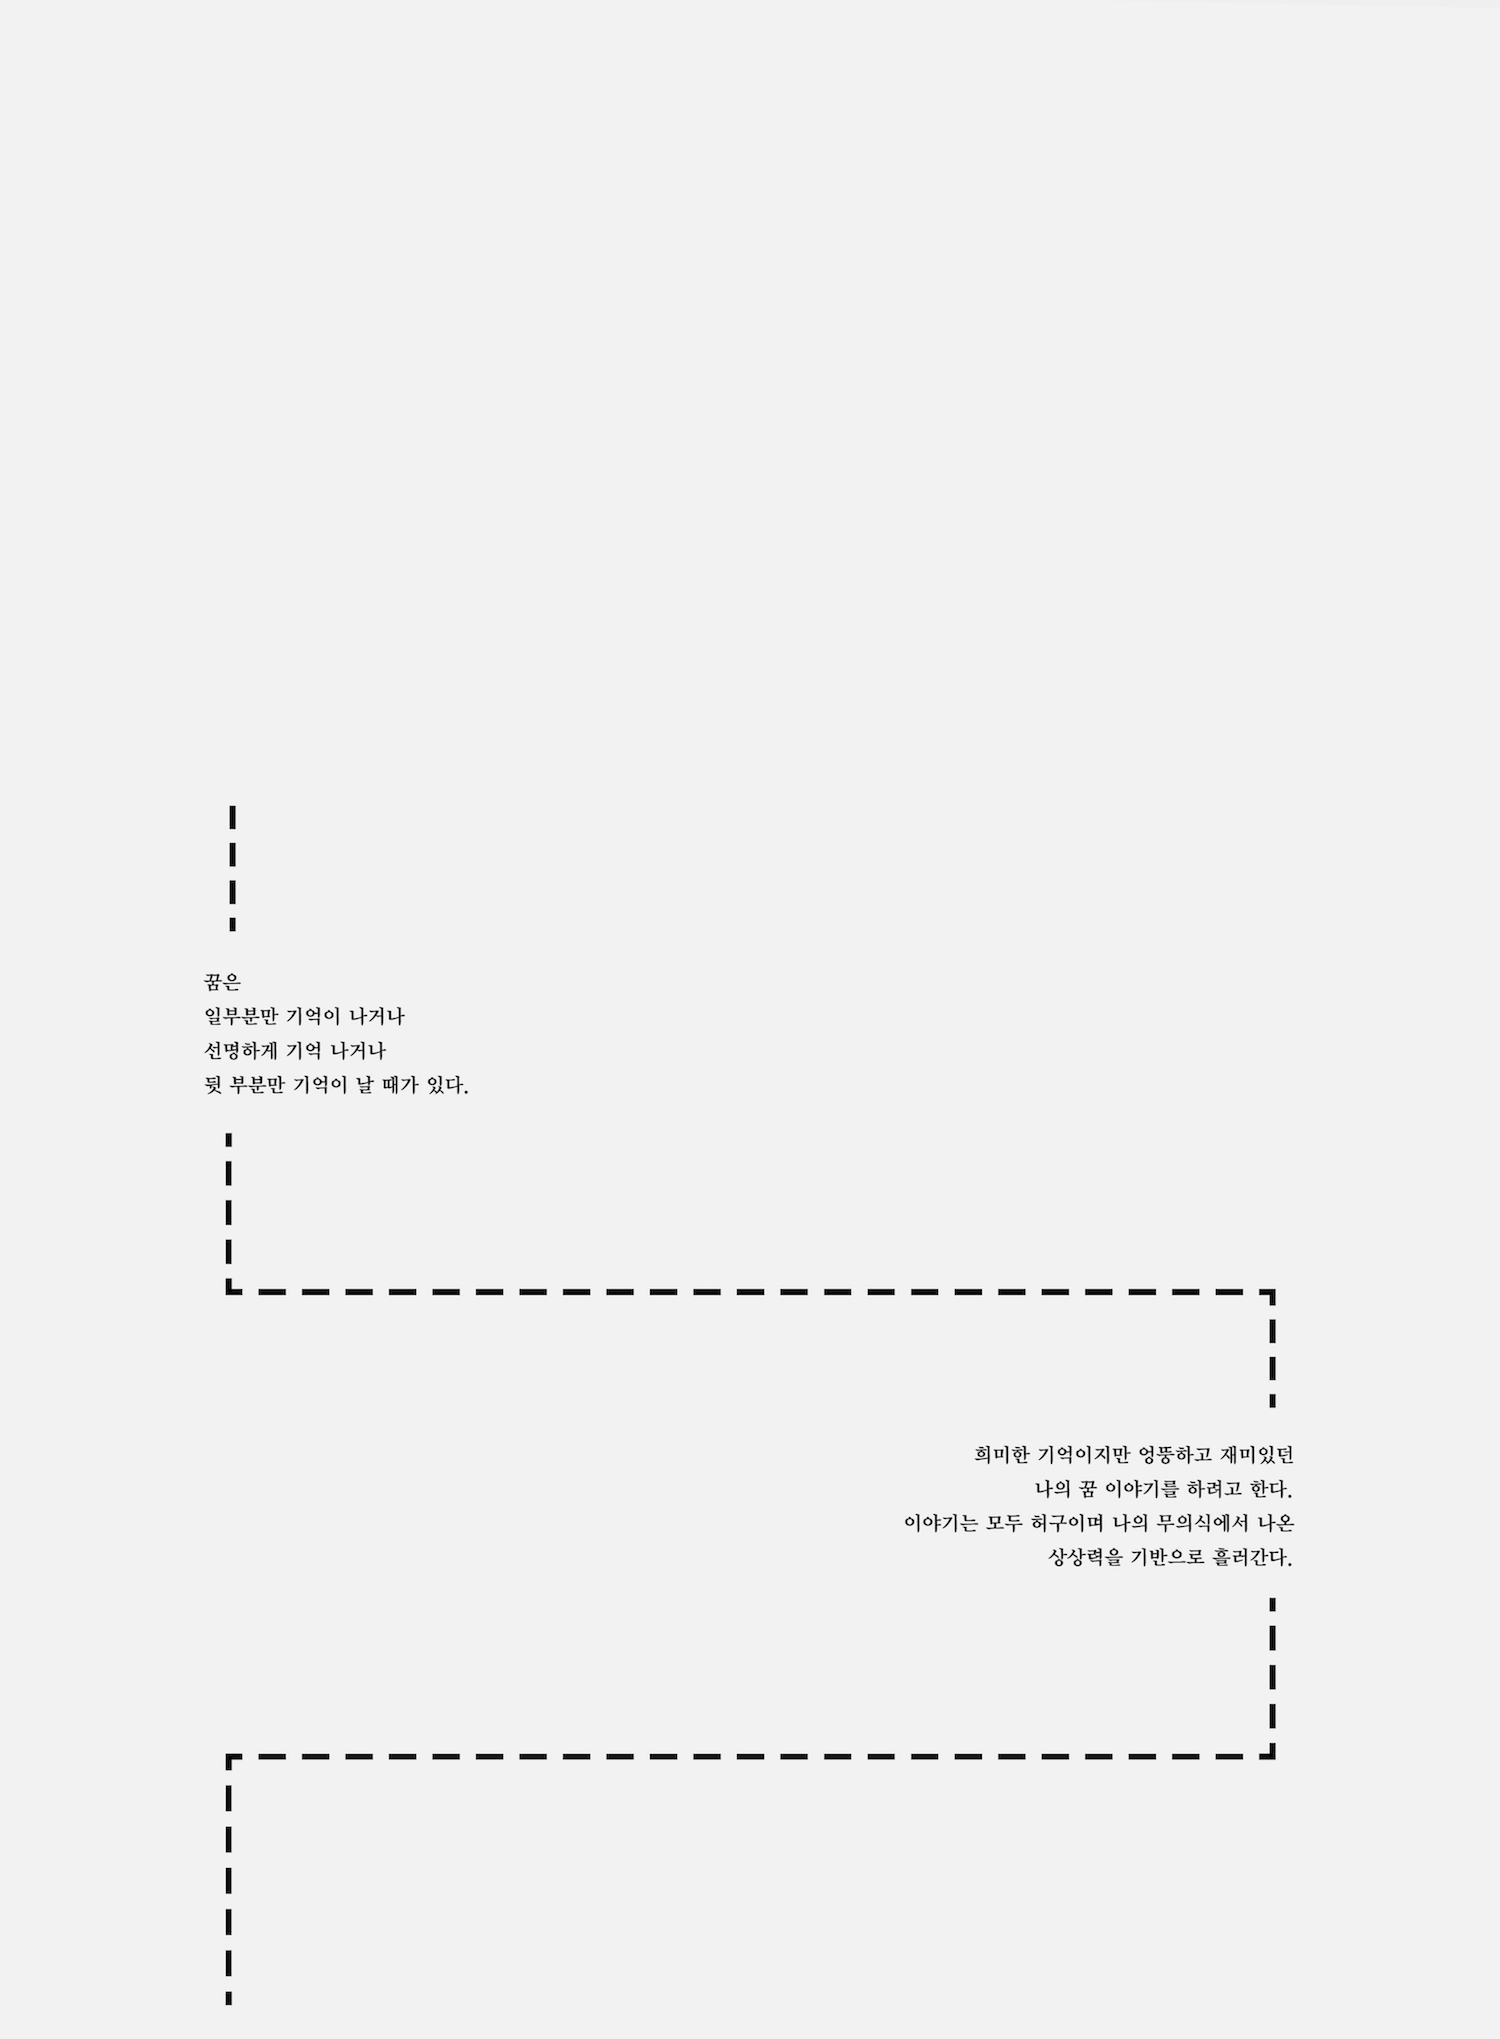 꿈은
일부분만 기억이 나거나
선명하게 기억 나거나
뒷 부분만 기억이 날 때가 있다.
희미한 기억이지만 엉뚱하고 재미있던
나의 꿈 이야기를 하려고 한다.
이야기는 모두 허구이며 나의 무의식에서 나온
상상력을 기반으로 흘러간다.